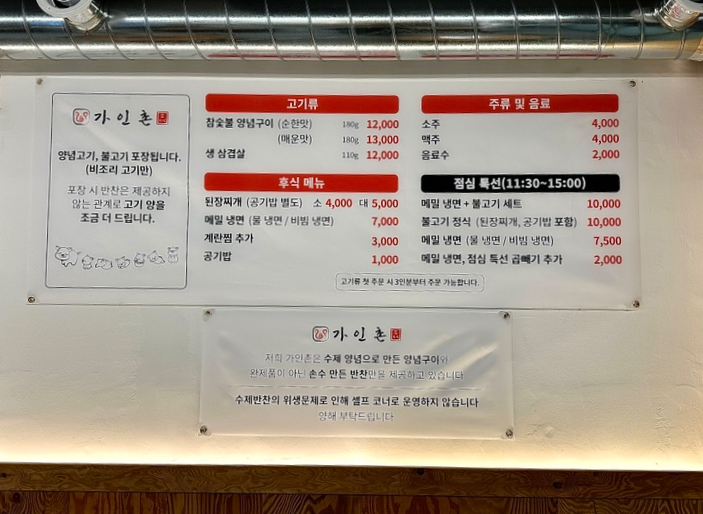 가인촌
양념고기, 불고기 포장됩니다.
(비조리 고기만)
포장 시 반찬은 제공하지
않는 관계로 고기 양을
조금 더 드립니다.
고기류
참숯불 양념구이 (순한맛) 180g 12,000
(매운맛) 180g 13,000
생 삼겹살 110g 12,000
후식 메뉴
된장찌개 (공기밥 별도) 소 4,000 대 5,000
메밀 냉면 (물 냉면 / 비빔 냉면) 7,000
계란찜 추가 3,000
공기밥 1,000
주류 및 음료
소주 4,000
맥주 4,000
음료수 2,000
점심 특선(11:30~15:00)
메밀 냉면 + 불고기 세트 10,000
불고기 정식 (된장찌개, 공기밥 포함) 10,000
메밀 냉면 (물 냉면 / 비빔 냉면) 7,500
메밀 냉면, 점심 특선 곱빼기 추가 2,000
고기류 첫 주문 시 3인분부터 주문 가능합니다.
가인촌
저희 가인촌은 수제 양념으로 만든 양념구이와
완제품이 아닌 손수 만든 반찬만을 제공하고 있습니다
수제반찬의 위생문제로 인해 셀프 코너로 운영하지 않습니다
양해 부탁드립니다